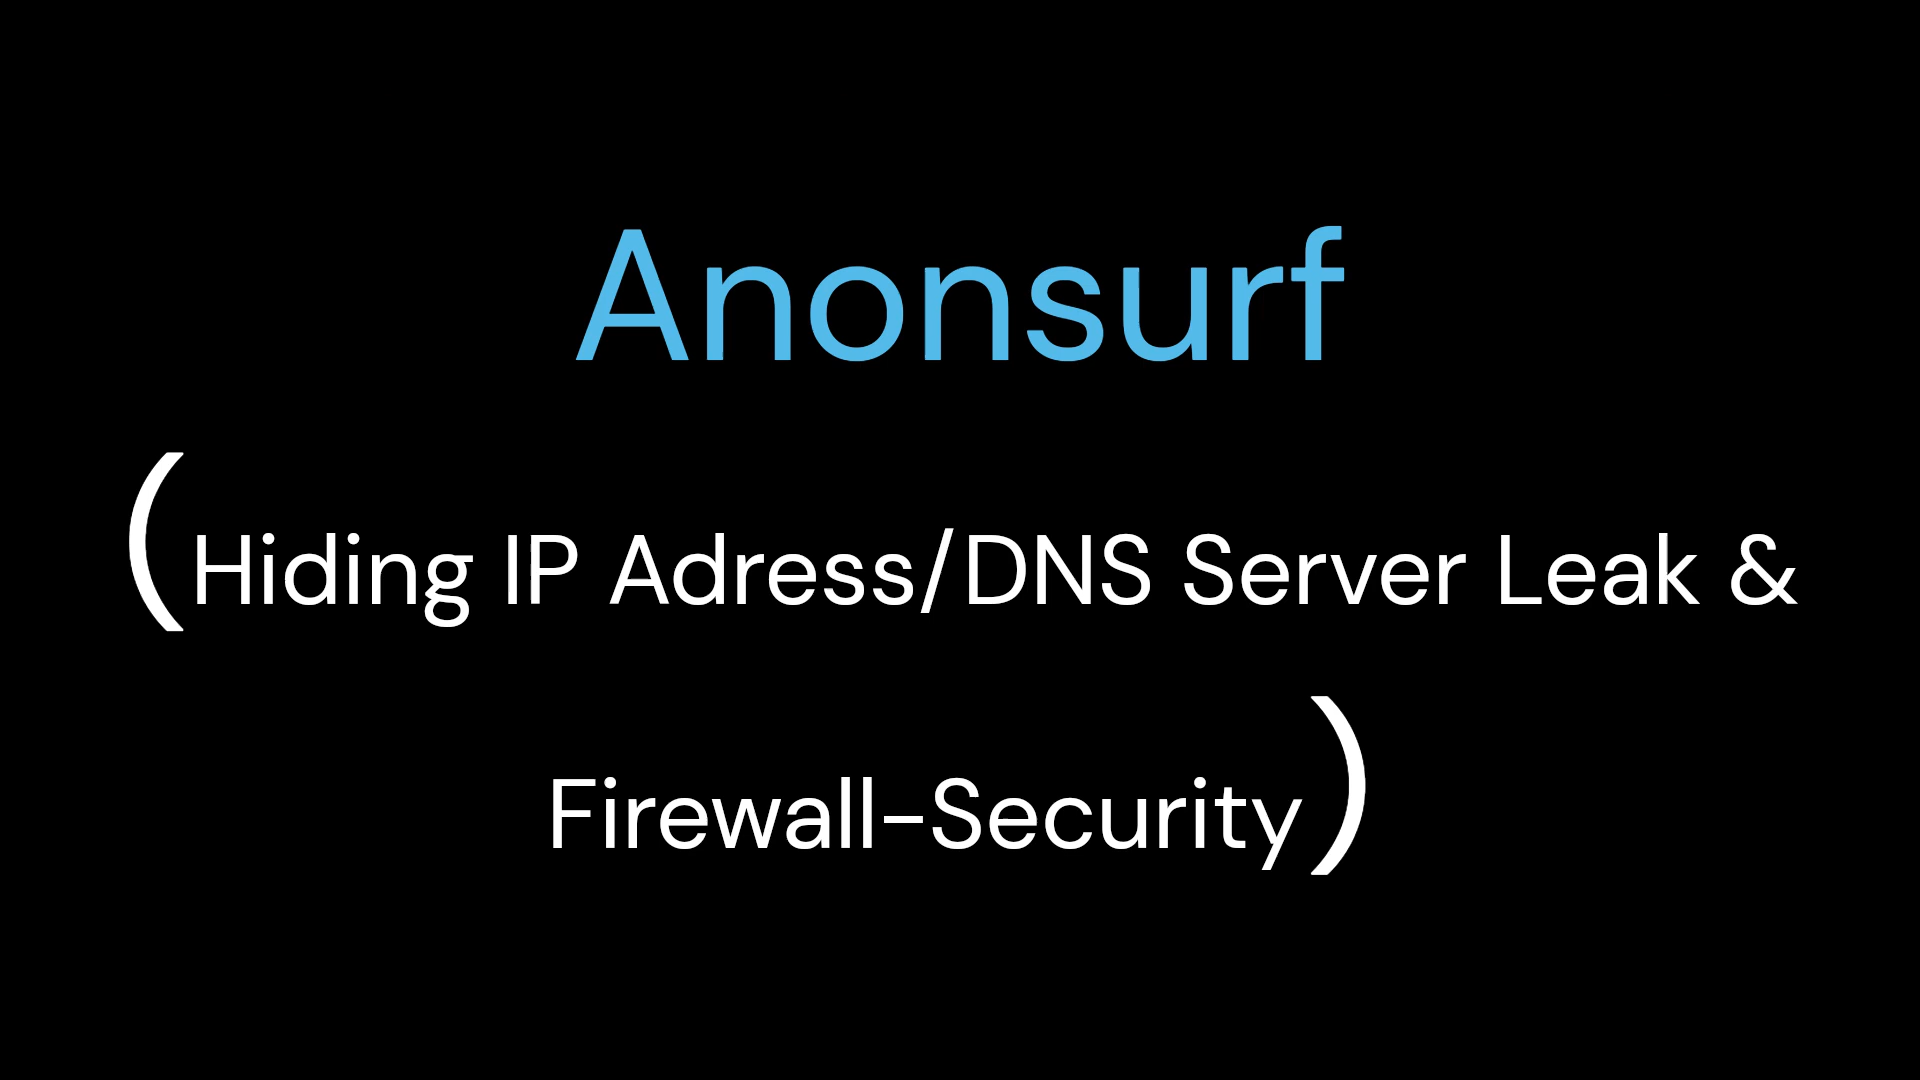 Anonsurf
(Hiding IP Adress/DNS Server Leak &
Firewall-Security)